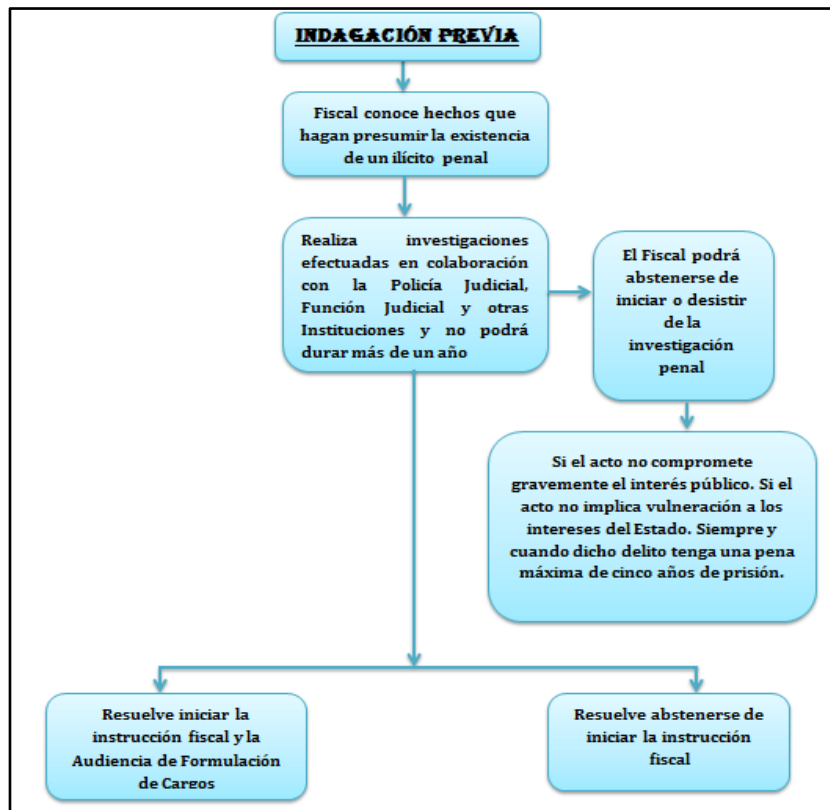 INDAGACIÓN PREVIA
Fiscal conoce hechos que
hagan presumir la existencia
de un ilícito penal
Realiza investigaciones
efectuadas en colaboración
con la Policía Judicial,
Función Judicial y otras
Instituciones y no podrá
durar más de un año
El Fiscal podrá
abstenerse de
iniciar o desistir
de la
investigación
penal
Si el acto no compromete
gravemente el interés público. Si el
acto no implica vulneración a los
intereses del Estado. Siempre y
cuando dicho delito tenga una pena
máxima de cinco años de prisión.
Resuelve iniciar la
instrucción fiscal y la
Audiencia de Formulación
de Cargos
Resuelve abstenerse de
iniciar la instrucción
fiscal